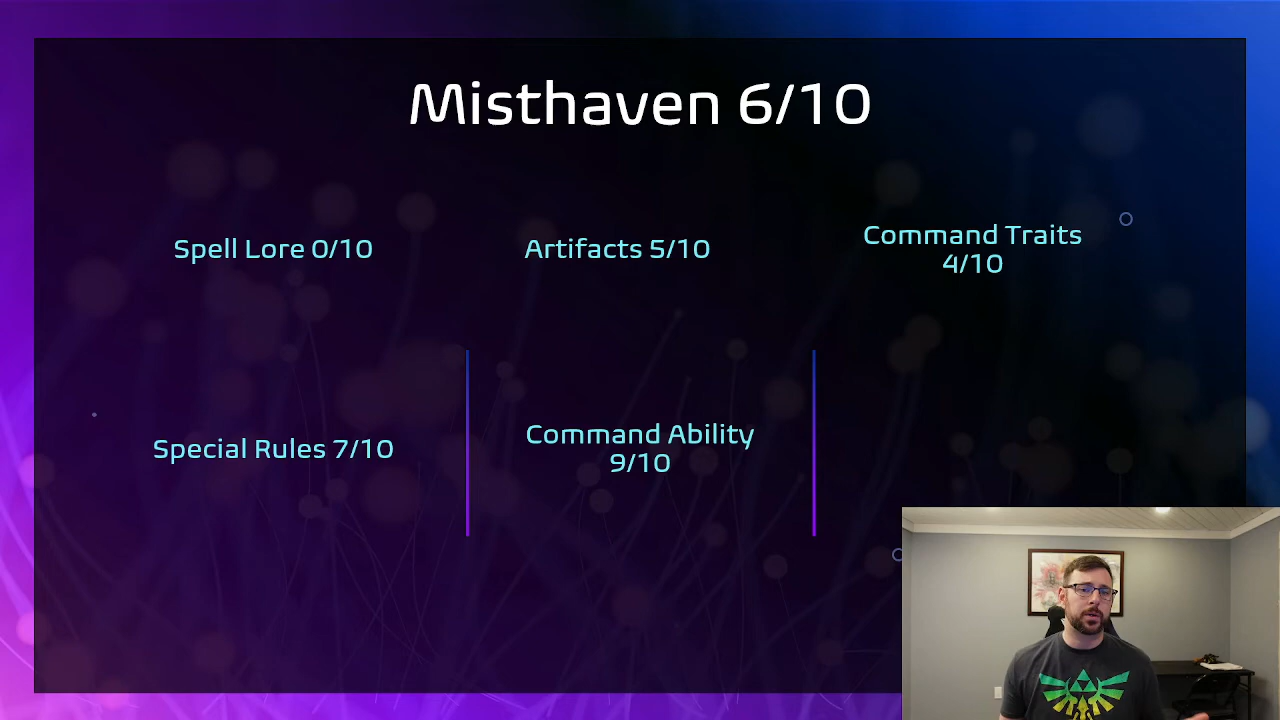 Misthaven 6/10
Spell Lore 0/10
Artifacts 5/10
Command Traits
4/10
Special Rules 7/10
Command Ability
9/10